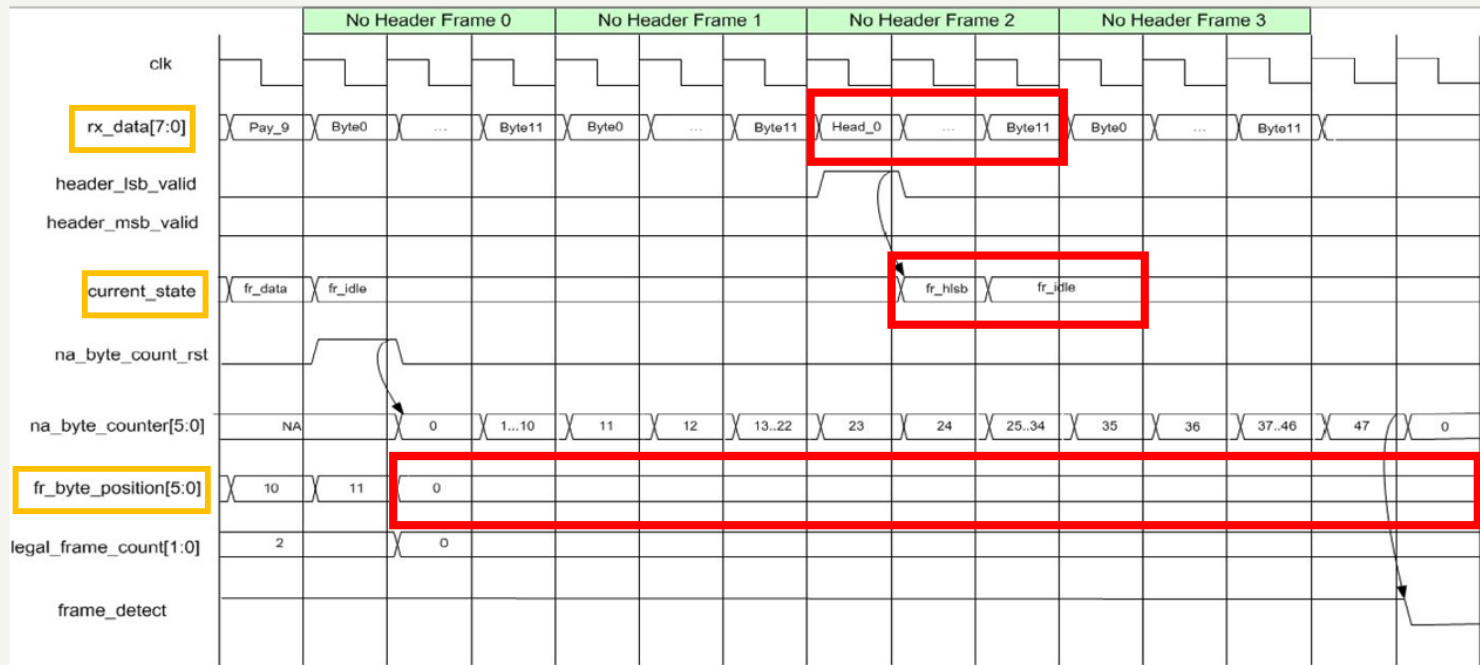 No Header Frame 0 No Header Frame 1 No Header Frame 2 No Header Frame 3
clk
rx_data[7:0] Pay_9 Byte0 ... Byte11 Byte0 ... Byte11 Head_0 ... Byte11 Byte0 ... Byte11
header_lsb_valid
header_msb_valid
current_state fr_data fr_idle fr_hlsb fr_idle
na_byte_count_rst
na_byte_counter[5:0] NA 0 1...10 11 12 13..22 23 24 25..34 35 36 37..46 47 0
fr_byte_position[5:0] 10 11 0
legal_frame_count[1:0] 2 0
frame_detect